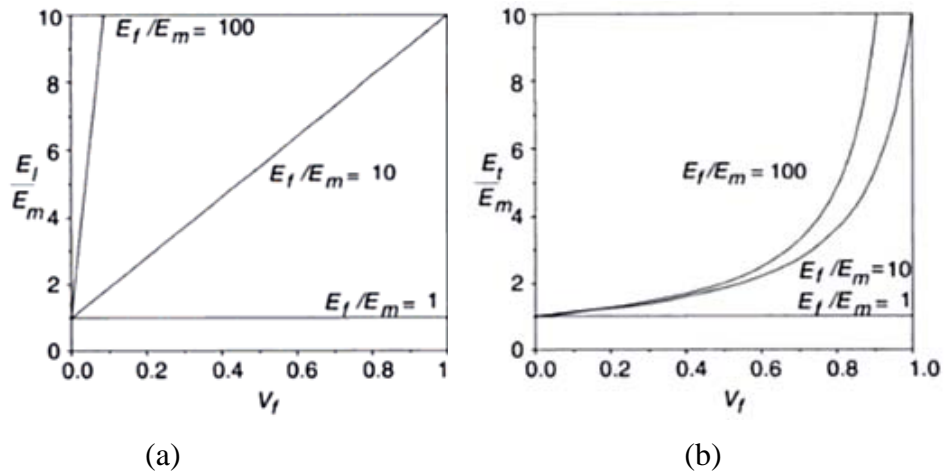 10
E_f/E_m = 100
8
6
E_l
E_m
E_f/E_m = 10
4
2
E_f/E_m = 1
0
0.0 0.2 0.4 0.6 0.8 1
V_f
(a)
10
8
6
E_t
E_m
E_f/E_m = 100
4
E_f/E_m = 10
2
E_f/E_m = 1
0
0.0 0.2 0.4 0.6 0.8 1.0
V_f
(b)